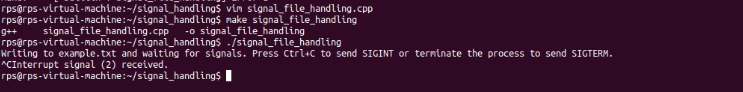 rps@rps-virtual-machine:~/signal_handling$ vim signal_file_handling.cpp
rps@rps-virtual-machine:~/signal_handling$ make signal_file_handling
g++     signal_file_handling.cpp   -o signal_file_handling
rps@rps-virtual-machine:~/signal_handling$ ./signal_file_handling
Writing to example.txt and waiting for signals. Press Ctrl+C to send SIGINT or terminate the process to send SIGTERM.
^CInterrupt signal (2) received.
rps@rps-virtual-machine:~/signal_handling$